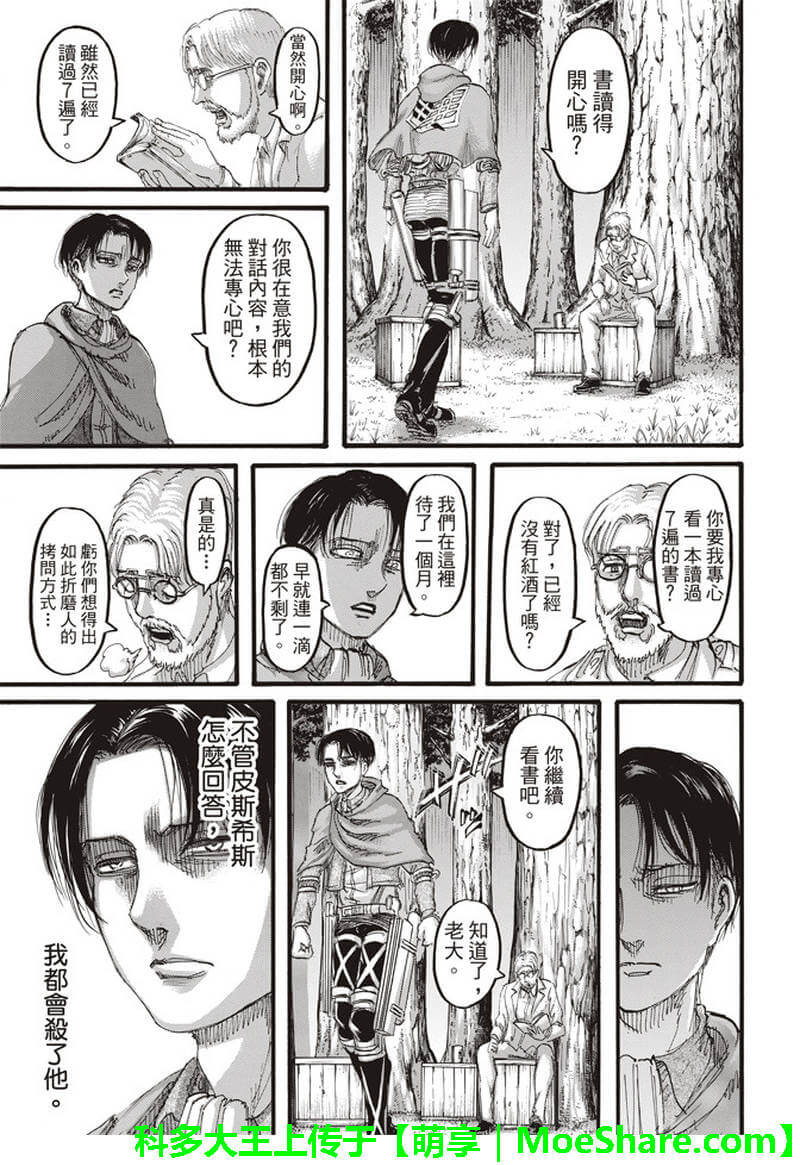 書讀得
開心嗎？
當然開心啊。
雖然已經
讀過7遍了。
你很在意我們的
對話內容，根本
無法專心吧？
你要我專心
看一本讀過
7遍的書？
對了，已經
沒有紅酒了嗎？
我們在這裡
待了一個月。
早就連一滴
都不剩了。
真是的…
虧你們想得出
如此折磨人的
拷問方式…
你繼續
看書吧。
知道了，
老大。
不管皮斯希斯
怎麼回答，
我都會殺了他。
科多大王上传于【萌享│MoeShare.com】